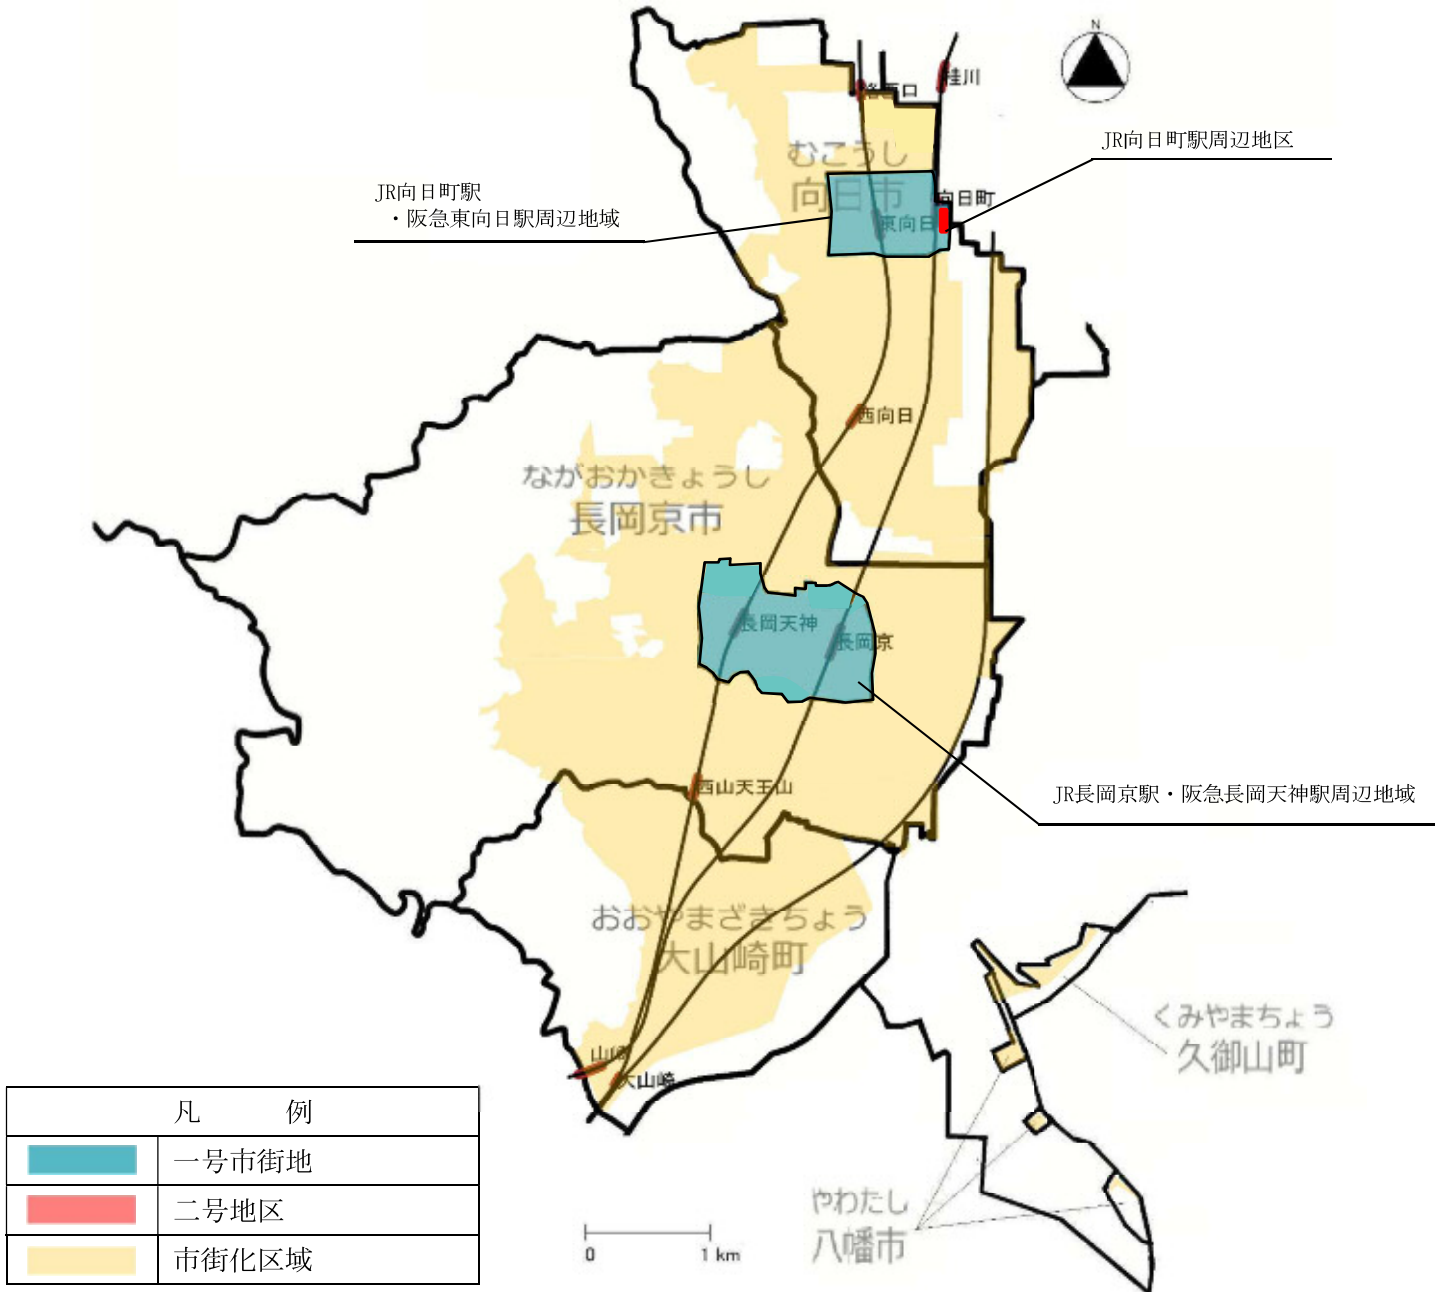 N
桂川
洛西口
JR向日町駅周辺地区
むこうし
向日市
JR向日町駅
・阪急東向日駅周辺地域
向日町
東向日
西向日
ながおかきょうし
長岡京市
長岡天神
長岡京
西山天王山
JR長岡京駅・阪急長岡天神駅周辺地域
おおやまざきちょう
大山崎町
くみやまちょう
久御山町
山崎
大山崎
凡 例
一号市街地
二号地区
市街化区域
やわたし
八幡市
0 1 km